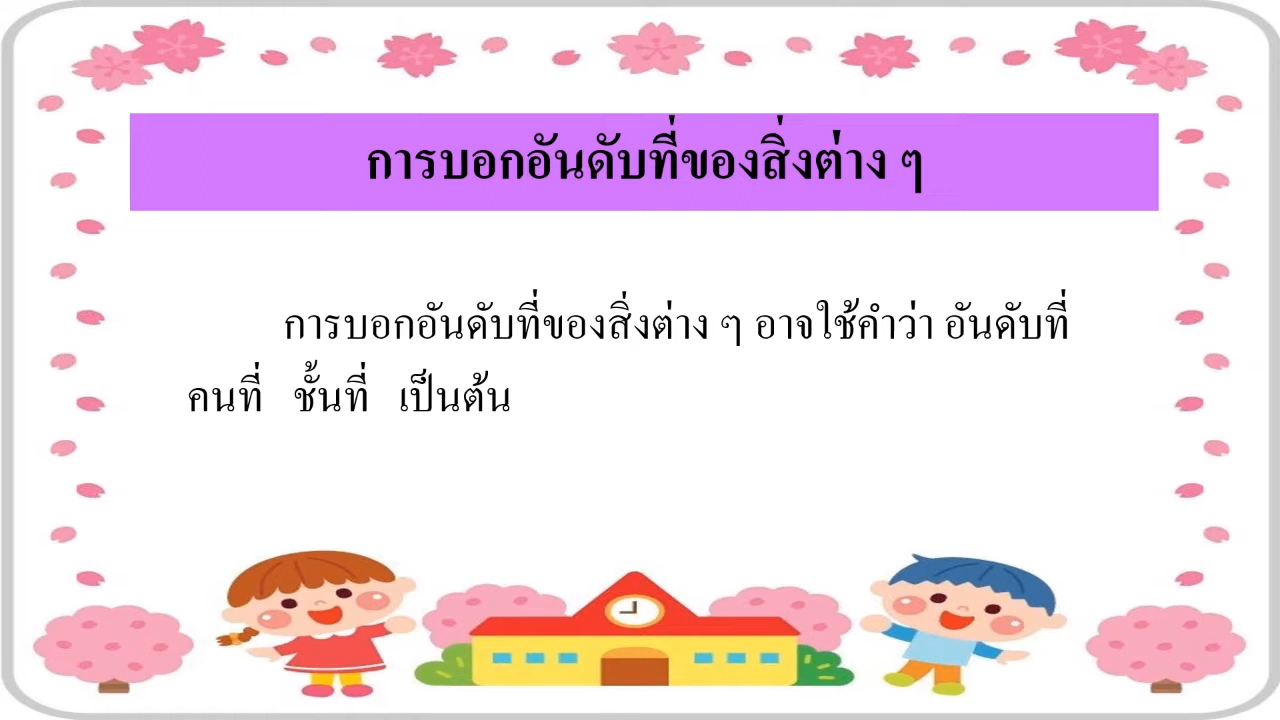 การบอกอันดับที่ของสิ่งต่าง ๆ
การบอกอันดับที่ของสิ่งต่าง ๆ อาจใช้คำว่า อันดับที่
คนที่ ชั้นที่ เป็นต้น